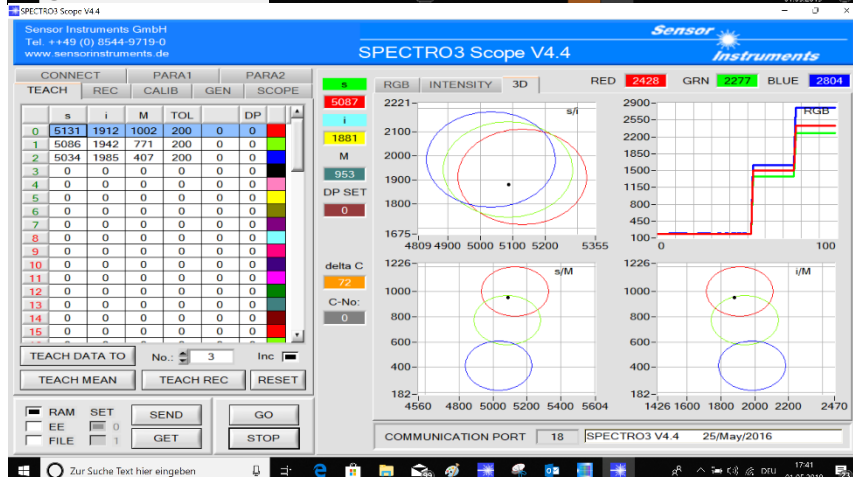 SPECTRO3 Scope V4.4
Sensor Instruments GmbH
Tel. ++49 (0) 8544-9719-0
www.sensorinstruments.de
SPECTRO3 Scope V4.4
Sensor
Instruments
CONNECT PARA1 PARA2
TEACH REC CALIB GEN SCOPE
s i M TOL DP
0 5131 1912 1002 200 0 0
1 5086 1942 771 200 0 0
2 5034 1985 407 200 0 0
3 0 0 0 0 0 0
4 0 0 0 0 0 0
5 0 0 0 0 0 0
6 0 0 0 0 0 0
7 0 0 0 0 0 0
8 0 0 0 0 0 0
9 0 0 0 0 0 0
10 0 0 0 0 0 0
11 0 0 0 0 0 0
12 0 0 0 0 0 0
13 0 0 0 0 0 0
14 0 0 0 0 0 0
15 0 0 0 0 0 0
TEACH DATA TO No.: 3 Inc
TEACH MEAN TEACH REC RESET
RAM SET SEND GO
EE 0
FILE 1 GET STOP
s
5087
i
1881
M
953
DP SET
0
delta C
72
C-No:
0
RGB INTENSITY 3D RED 2428 GRN 2277 BLUE 2804
s/i
2221
2100
2000
1900
1800
1675
4809 4900 5000 5100 5200 5355
RGB
2900
2550
2200
1850
1500
1150
800
450
100
0 100
s/M
1226
1000
800
600
400
182
4560 4800 5000 5200 5400 5604
i/M
1226
1000
800
600
400
182
1426 1600 1800 2000 2200 2470
COMMUNICATION PORT 18 SPECTRO3 V4.4 25/May/2016
Zur Suche Text hier eingeben
99
DEU
17:41
23